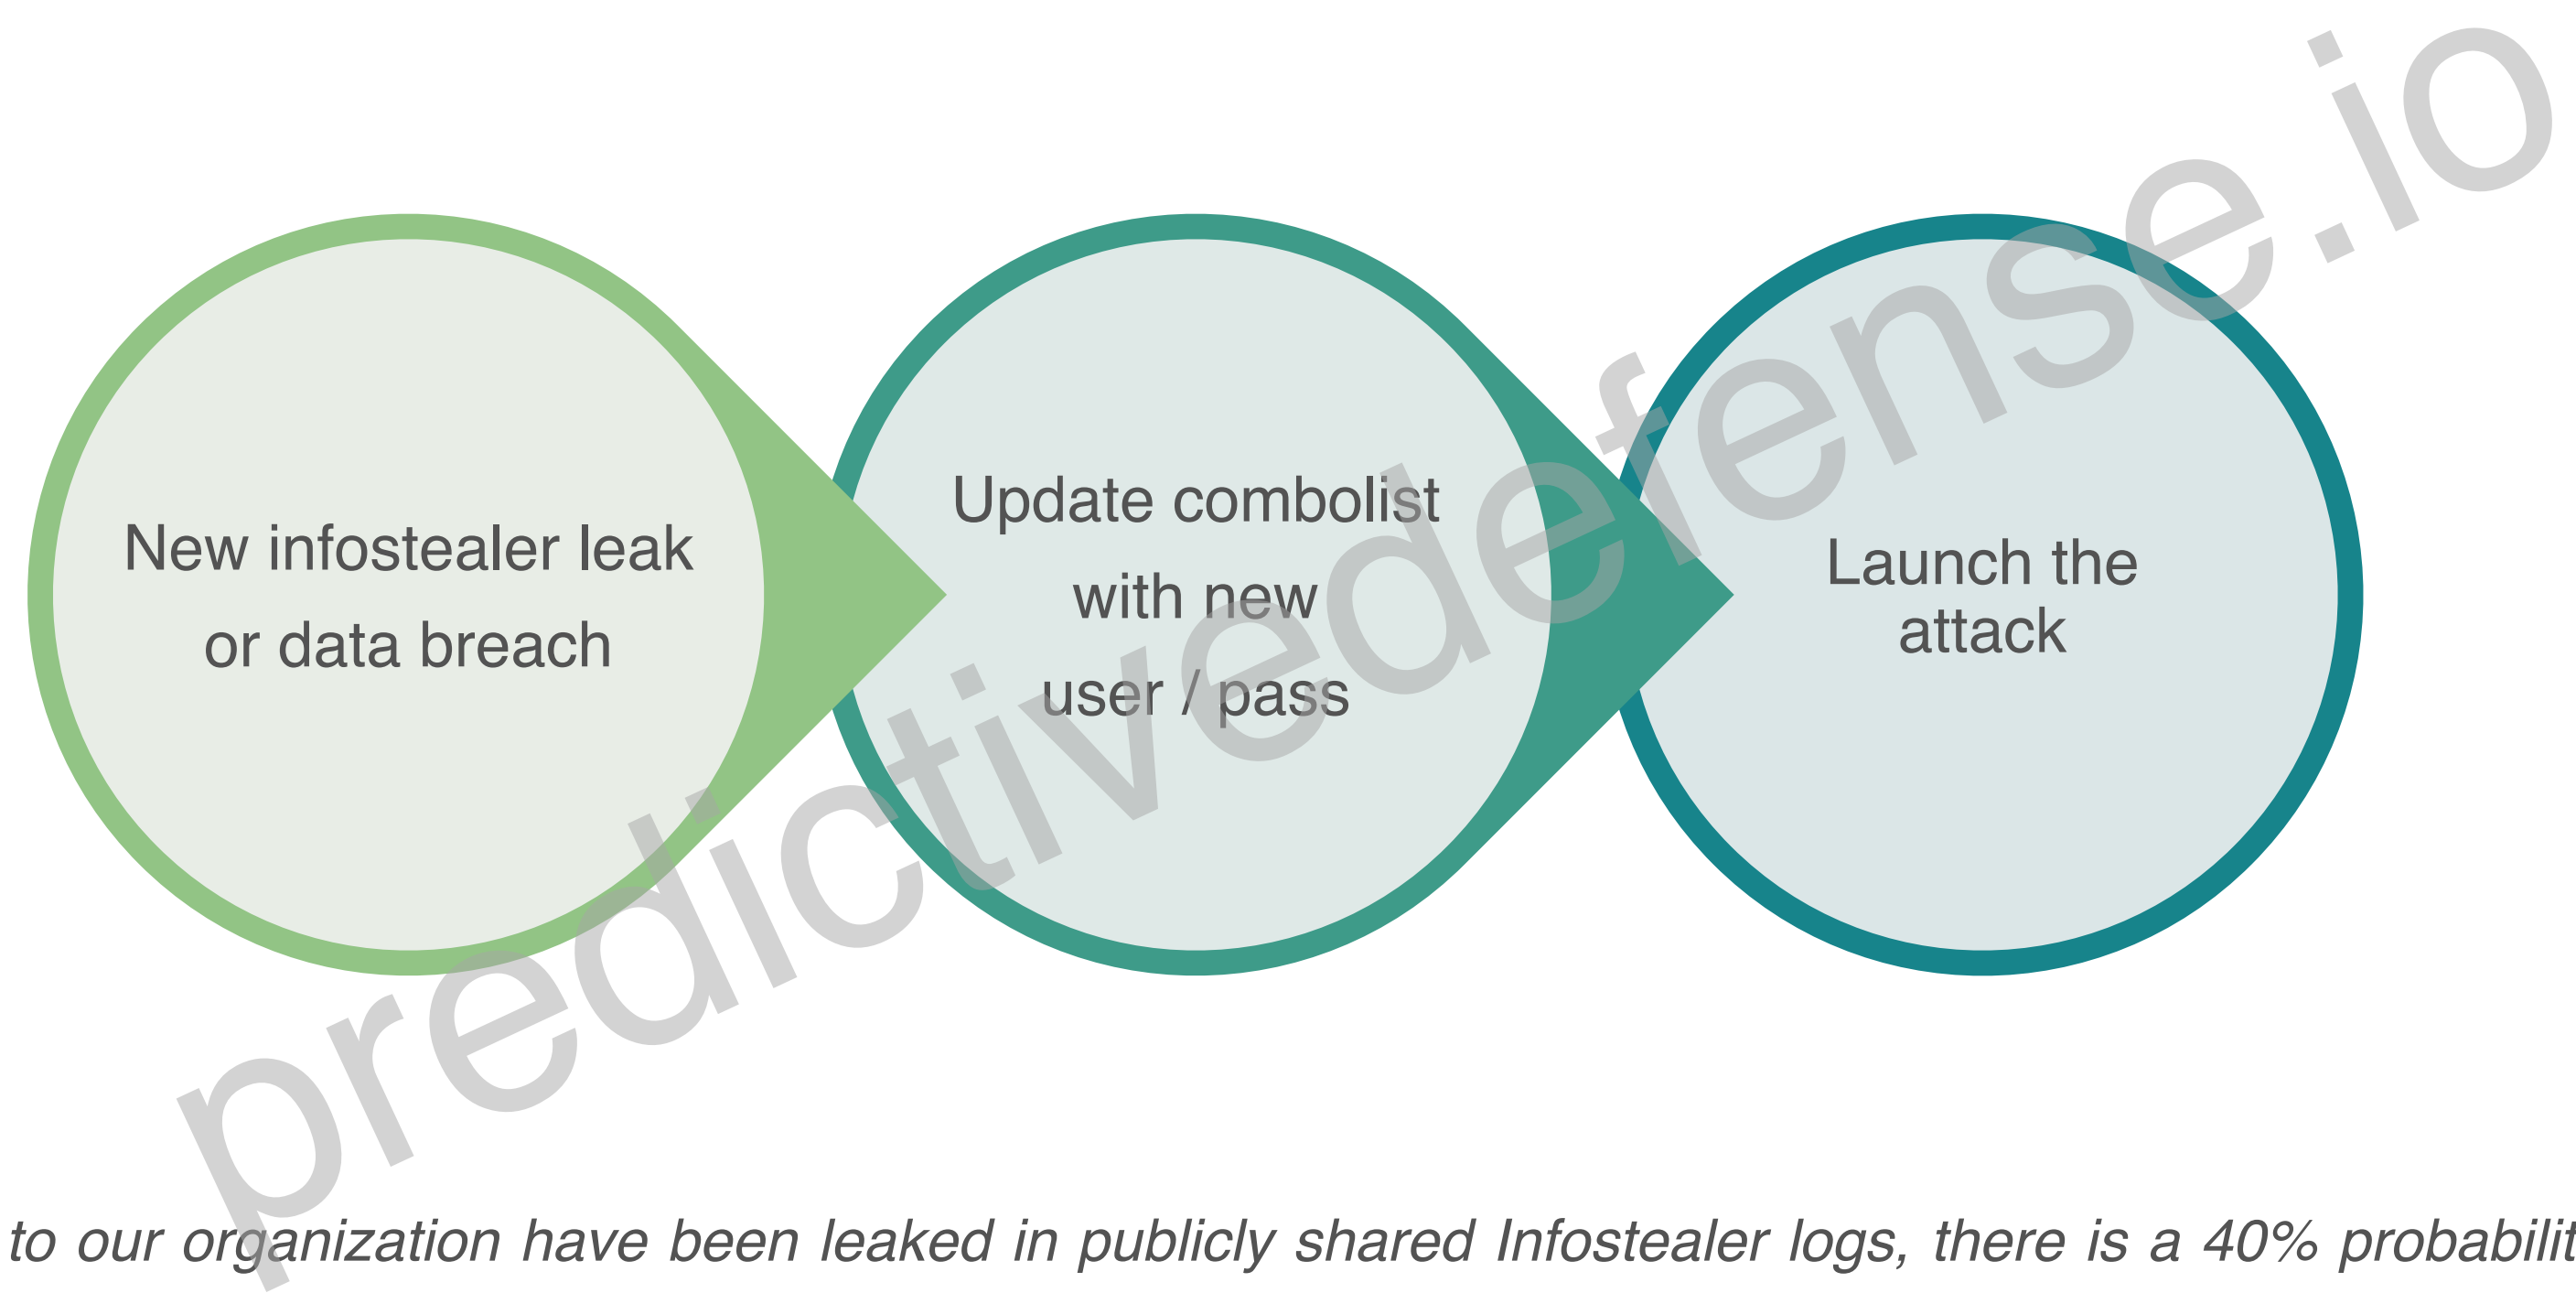 New infostealer leak
or data breach
Update combolist
with new
user / pass
Launch the
attack
predictivedefense.io
to our organization have been leaked in publicly shared Infostealer logs, there is a 40% probabilit